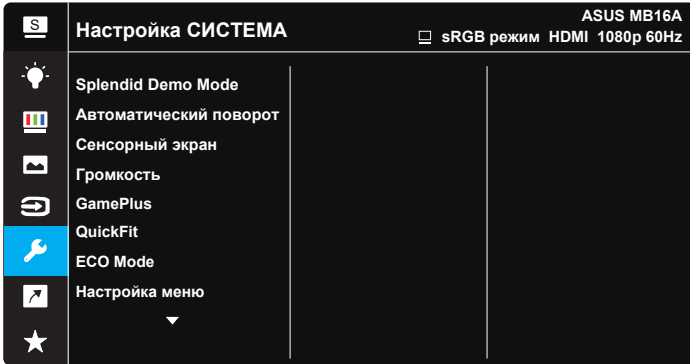 S
Настройка СИСТЕМА
ASUS MB16A
sRGB режим HDMI 1080p 60Hz
Splendid Demo Mode
Автоматический поворот
Сенсорный экран
Громкость
GamePlus
QuickFit
ECO Mode
Настройка меню